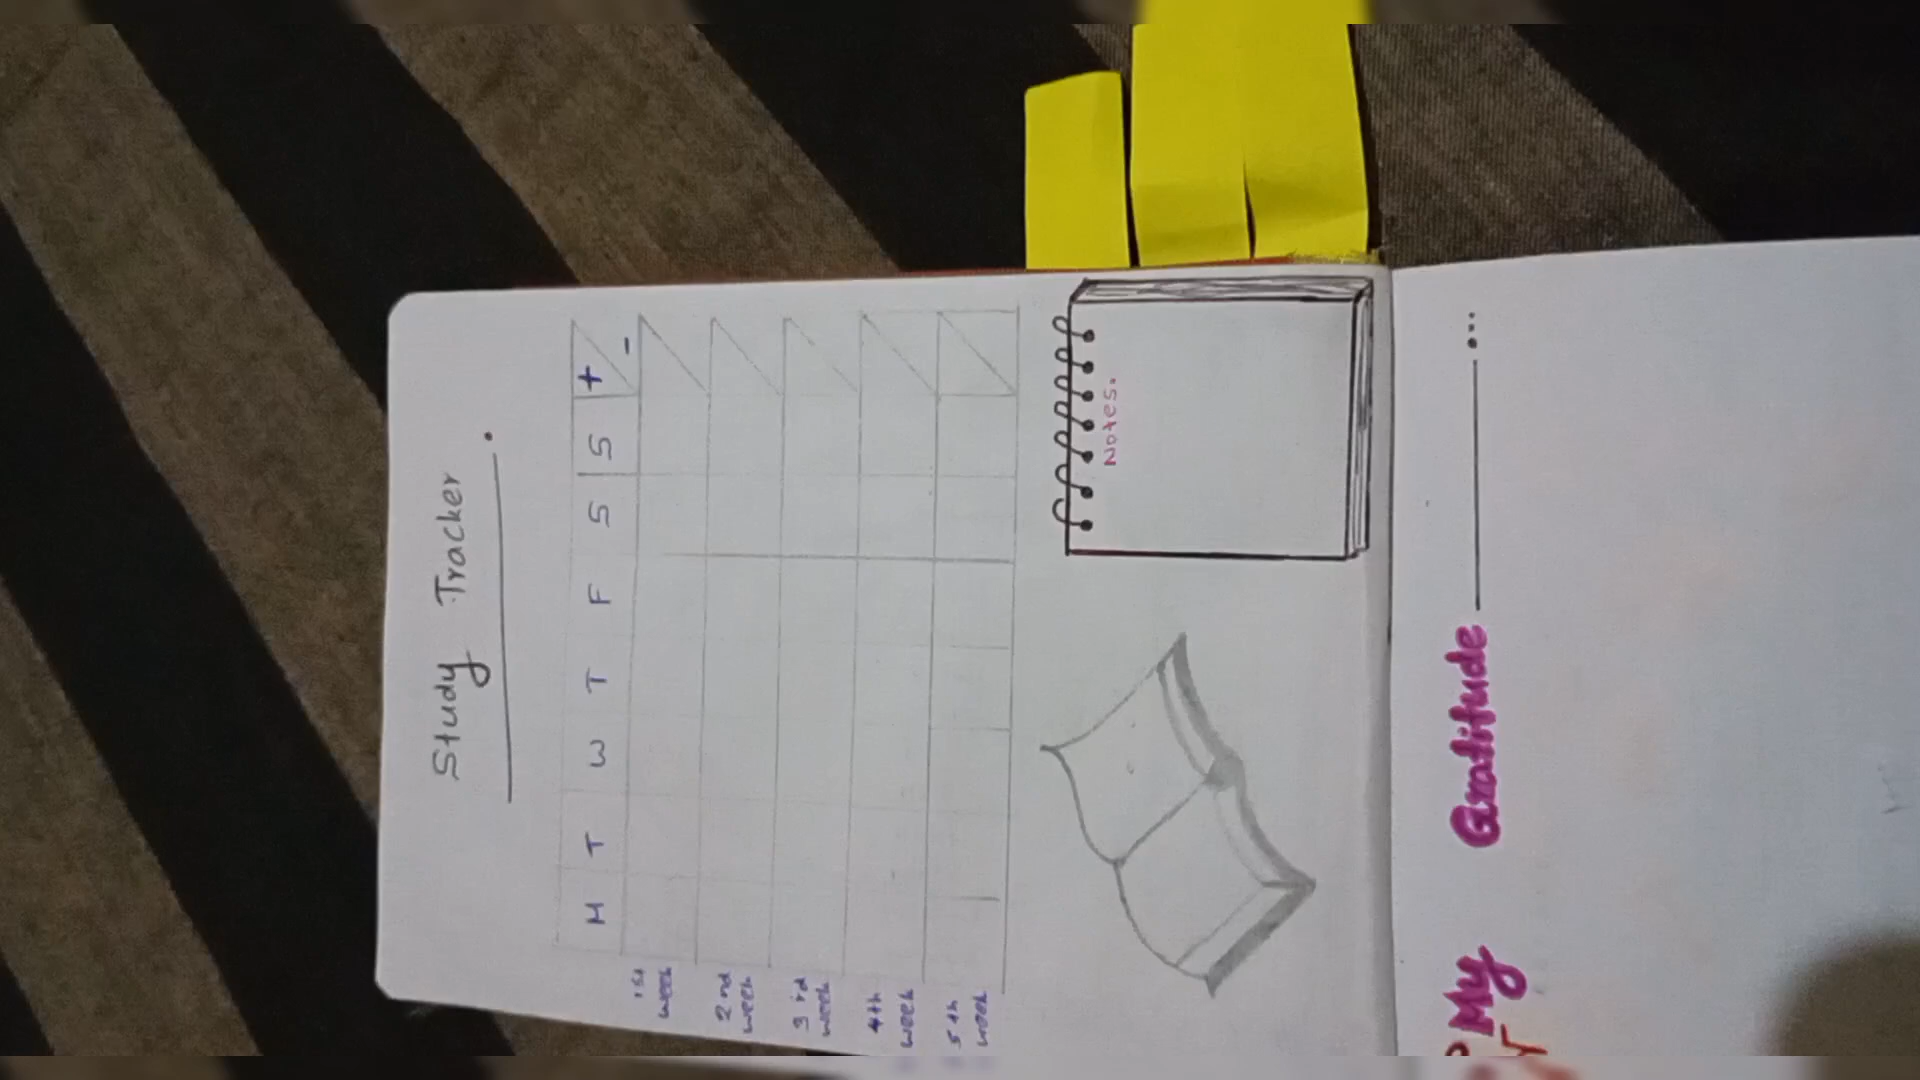 Study Tracker.
M T W T F S S + -
1st week
2nd week
3rd week
4th week
5th week
Notes.
My Gratitude